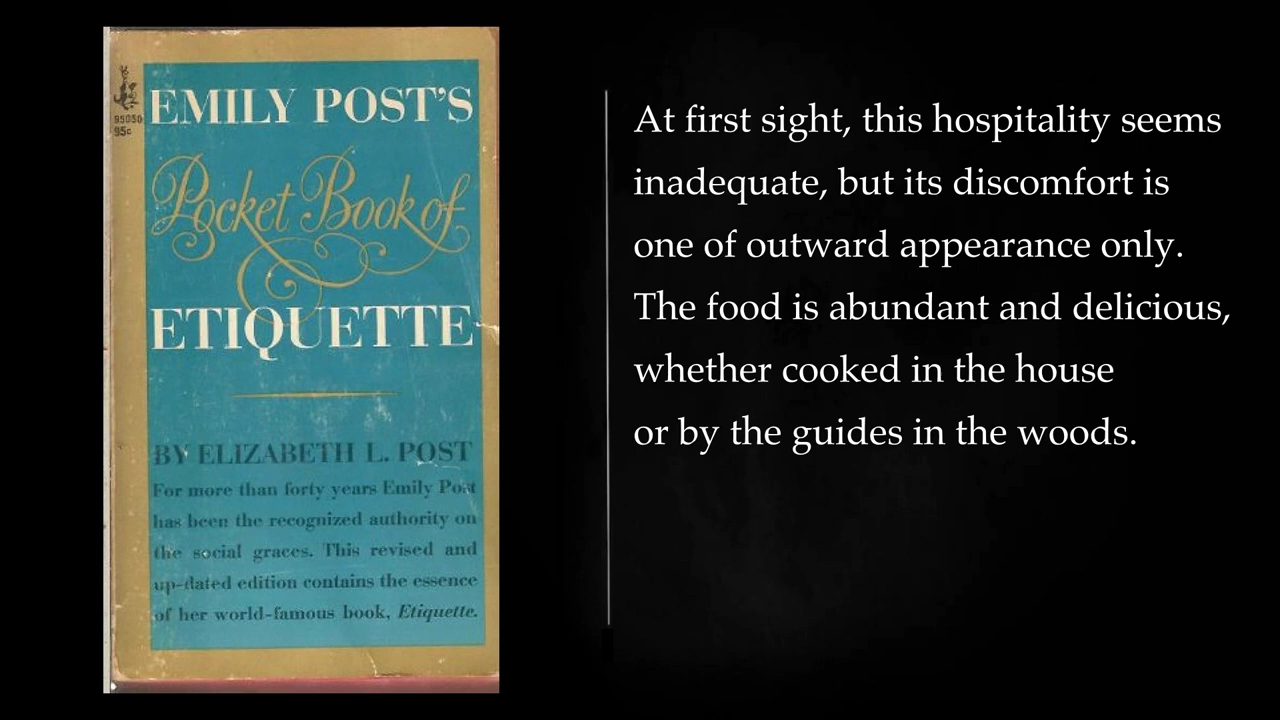 95050
95c
EMILY POST'S
Pocket Book of
ETIQUETTE
BY ELIZABETH L. POST
For more than forty years Emily Post
has been the recognized authority on
the social graces. This revised and
up-dated edition contains the essence
of her world-famous book, Etiquette.
At first sight, this hospitality seems
inadequate, but its discomfort is
one of outward appearance only.
The food is abundant and delicious,
whether cooked in the house
or by the guides in the woods.